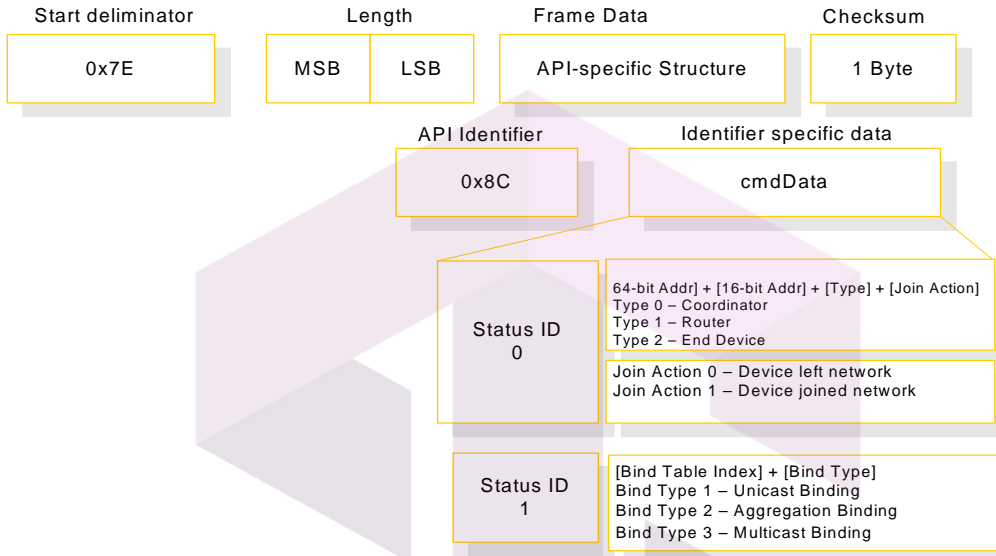 Start deliminator
Length
Frame Data
Checksum
0x7E
MSB
LSB
API-specific Structure
1 Byte
API Identifier
Identifier specific data
0x8C
cmdData
Status ID
0
64-bit Addr] + [16-bit Addr] + [Type] + [Join Action]
Type 0 – Coordinator
Type 1 – Router
Type 2 – End Device
Join Action 0 – Device left network
Join Action 1 – Device joined network
Status ID
1
[Bind Table Index] + [Bind Type]
Bind Type 1 – Unicast Binding
Bind Type 2 – Aggregation Binding
Bind Type 3 – Multicast Binding